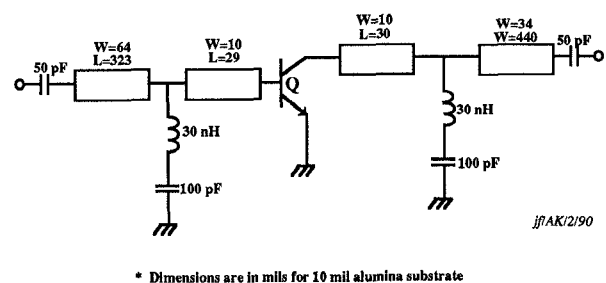 50 pF
W=64
L=323
W=10
L=29
Q
W=10
L=30
W=34
W=440
50 pF
30 nH
100 pF
30 nH
100 pF
jf/AK/2/90
* Dimensions are in mils for 10 mil alumina substrate